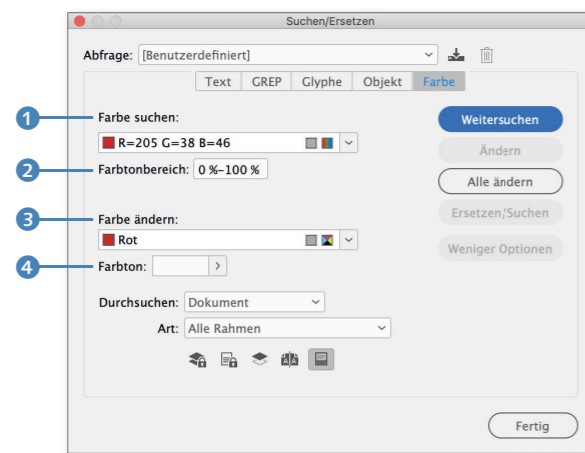 Suchen/Ersetzen
Abfrage: [Benutzerdefiniert]
Text GREP Glyphe Objekt Farbe
1 Farbe suchen: Weitersuchen
R=205 G=38 B=46
Ändern
2 Farbtonbereich: 0 %–100 %
Alle ändern
3 Farbe ändern: Ersetzen/Suchen
Rot
Weniger Optionen
4 Farbton:
Durchsuchen: Dokument
Art: Alle Rahmen
Fertig